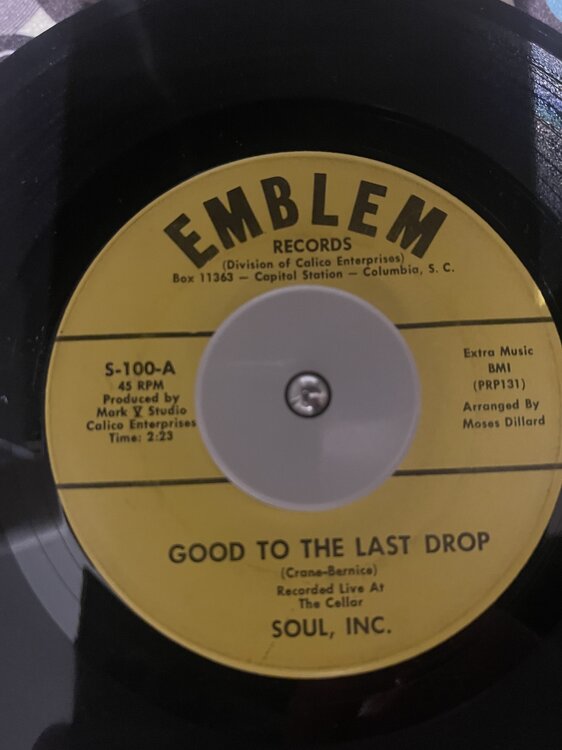 EMBLEM
RECORDS
(Division of Calico Enterprises)
Box 11363 — Capitol Station — Columbia, S. C.
S-100-A
45 RPM
Produced by
Mark V Studio
Calico Enterprises
Time: 2:23
Extra Music
BMI
(PRP131)
Arranged By
Moses Dillard
GOOD TO THE LAST DROP
(Crane-Bernice)
Recorded Live At
The Cellar
SOUL, INC.